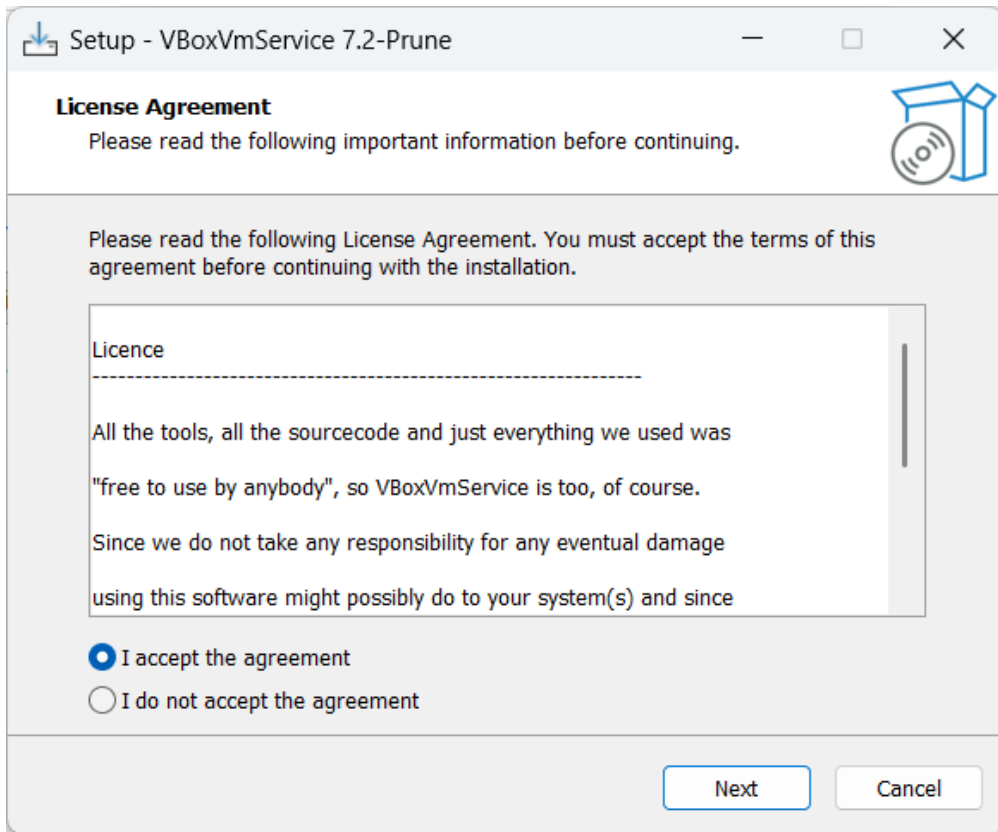 Setup - VBoxVmService 7.2-Prune
License Agreement
Please read the following important information before continuing.
Please read the following License Agreement. You must accept the terms of this
agreement before continuing with the installation.
Licence
----------------------------------------------------------------
All the tools, all the sourcecode and just everything we used was
"free to use by anybody", so VBoxVmService is too, of course.
Since we do not take any responsibility for any eventual damage
using this software might possibly do to your system(s) and since
I accept the agreement
I do not accept the agreement
Next
Cancel